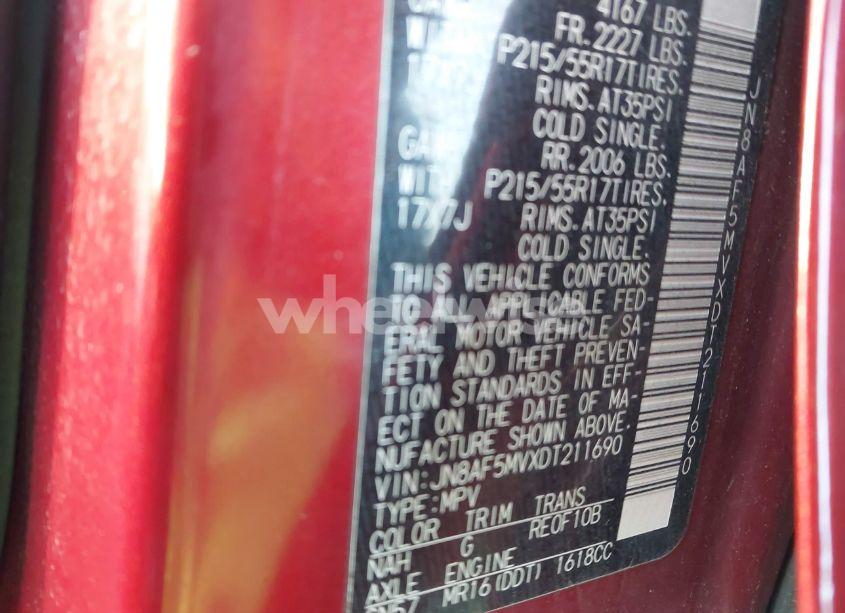 4167 LBS.
FR. 2227 LBS.
P215/55R17TIRES.
RIMS. AT35PSI
COLD SINGLE.
RR. 2006 LBS.
P215/55R17TIRES.
17X7J RIMS. AT35PSI
COLD SINGLE.
THIS VEHICLE CONFORMS
TO ALL APPLICABLE FED-
ERAL MOTOR VEHICLE SA-
FETY AND THEFT PREVEN-
TION STANDARDS IN EFF-
ECT ON THE DATE OF MA-
NUFACTURE SHOWN ABOVE.
VIN:JN8AF5MVXDT211690
TYPE:MPV
COLOR TRIM TRANS
NAH G RE0F10B
AXLE ENGINE
MR16(DDT) 1618CC
JN8AF5MVXDT211690